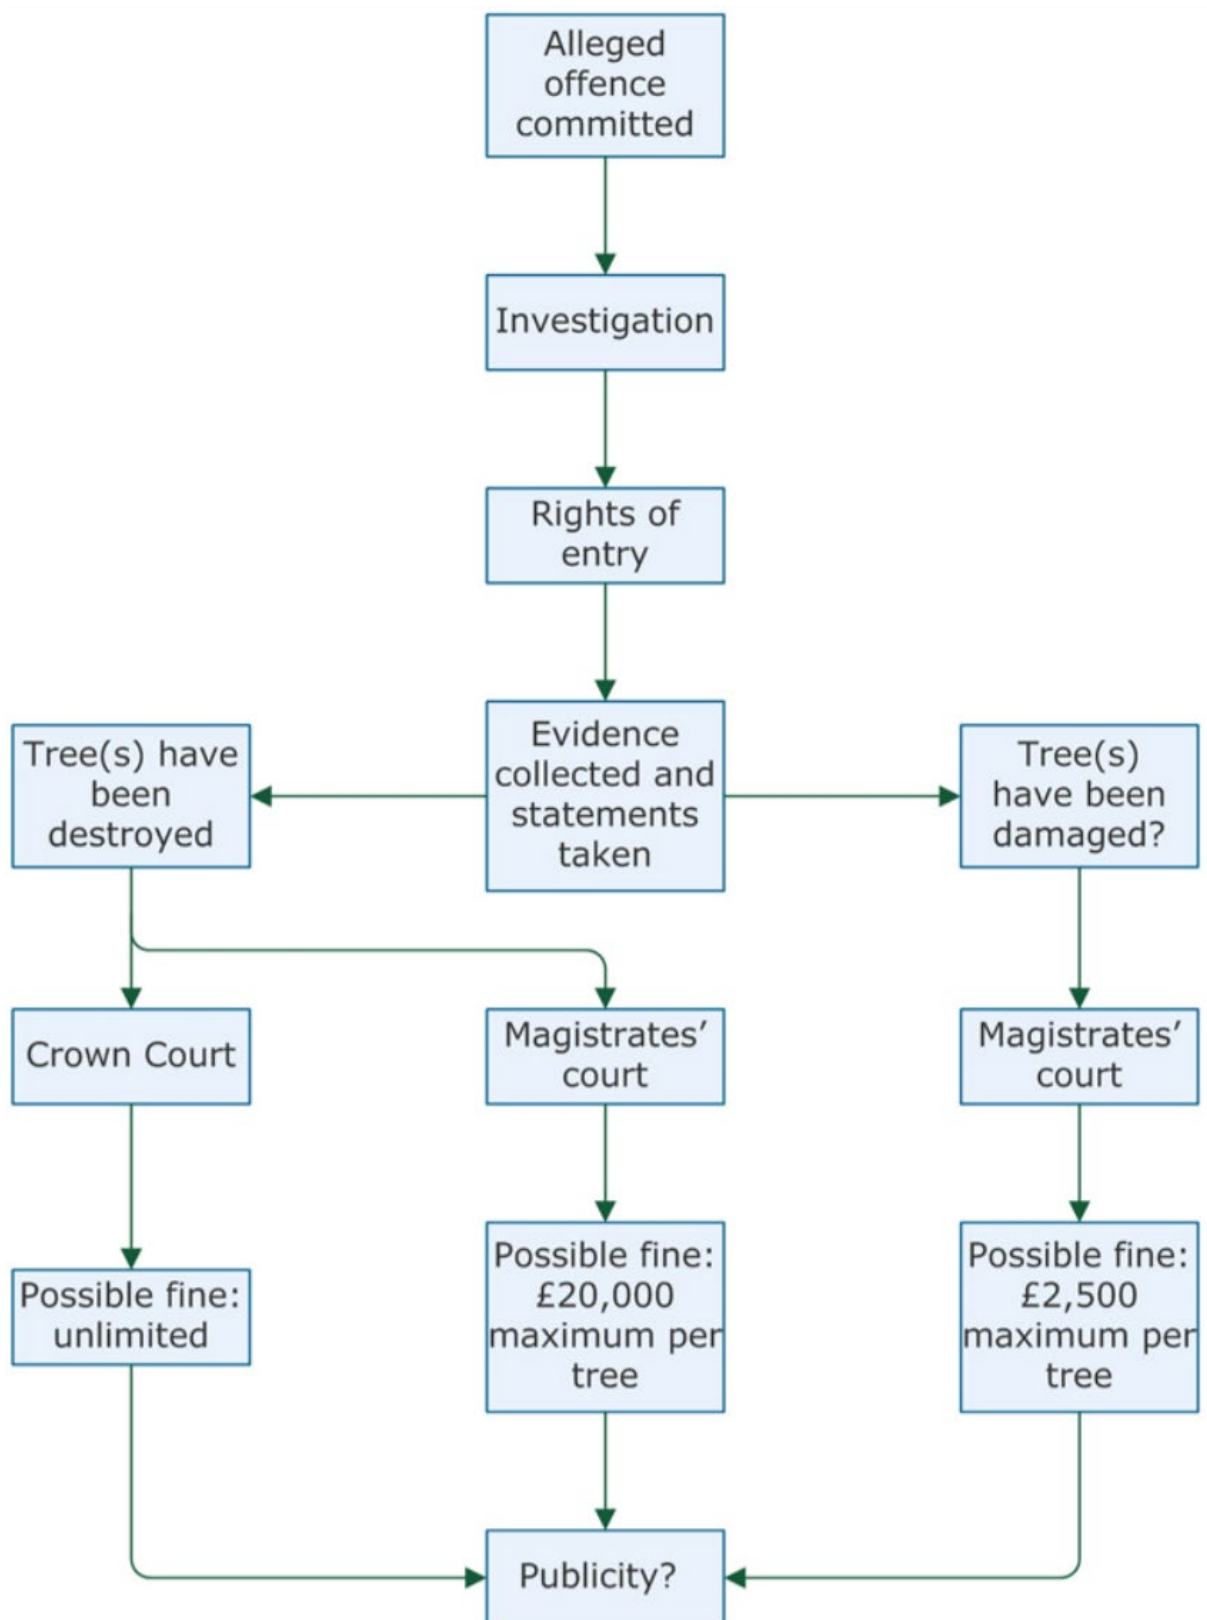 Alleged
offence
committed
Investigation
Rights of
entry
Evidence
collected and
statements
taken
Tree(s) have
been
destroyed
Tree(s)
have been
damaged?
Crown Court
Magistrates’
court
Magistrates’
court
Possible fine:
unlimited
Possible fine:
£20,000
maximum per
tree
Possible fine:
£2,500
maximum per
tree
Publicity?